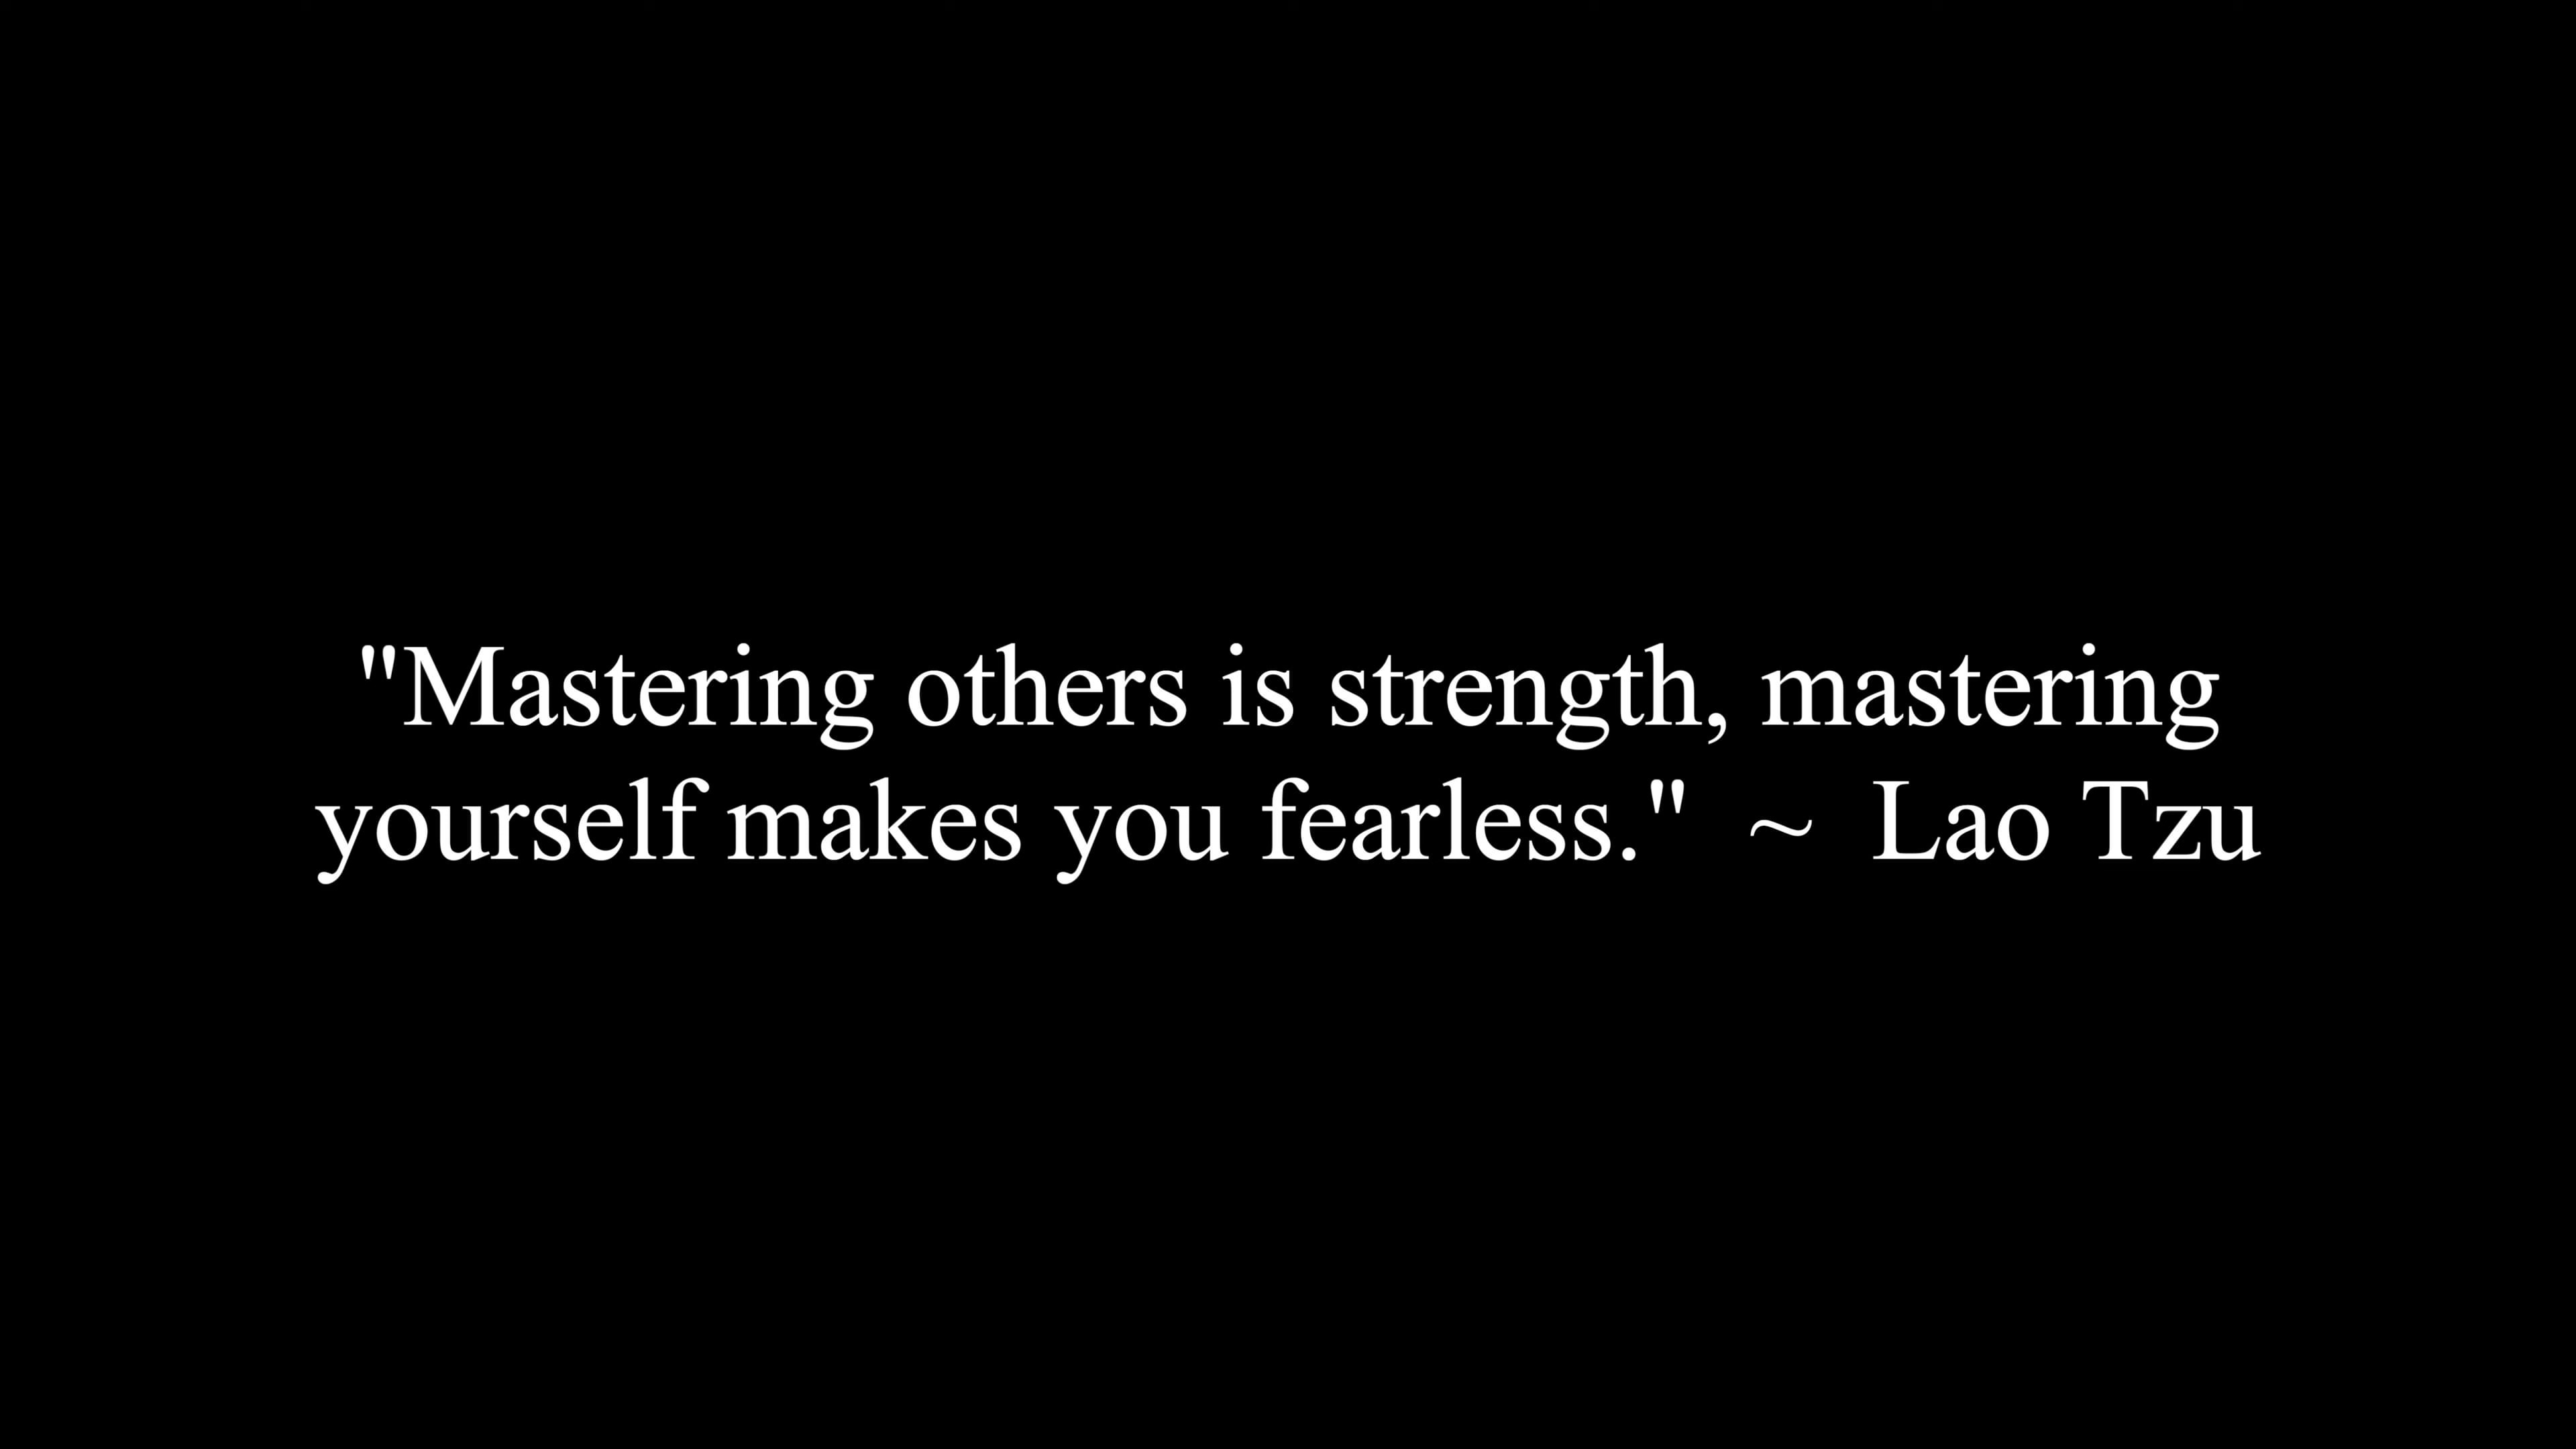 "Mastering others is strength, mastering
yourself makes you fearless."  ~  Lao Tzu